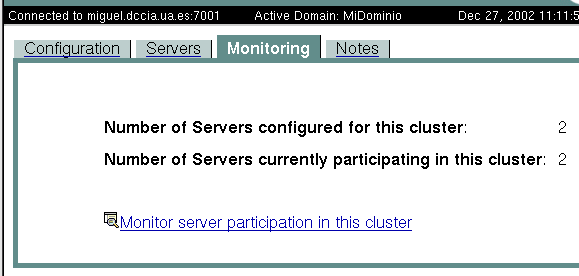 Connected to miguel.dccia.ua.es:7001 Active Domain: MiDominio Dec 27, 2002 11:11:5
Configuration Servers Monitoring Notes
Number of Servers configured for this cluster: 2
Number of Servers currently participating in this cluster: 2
Monitor server participation in this cluster